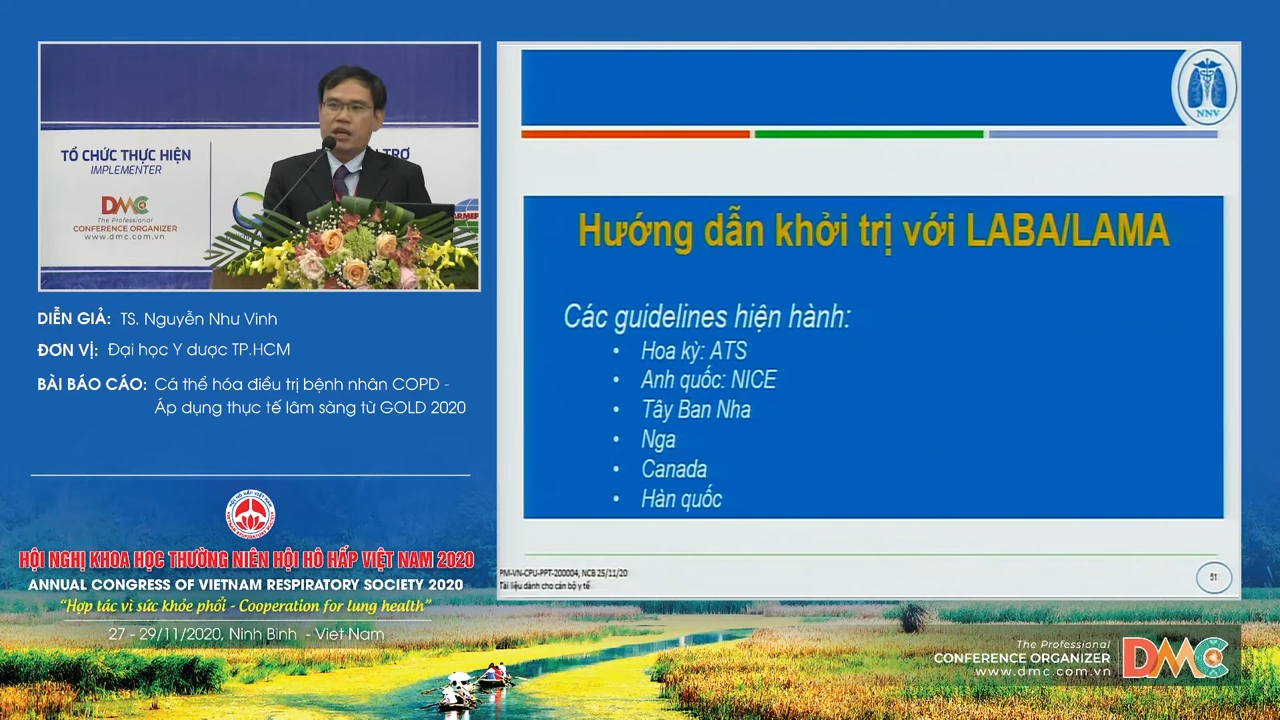 TỔ CHỨC THỰC HIỆN
IMPLEMENTER
DMC
The Professional
CONFERENCE ORGANIZER
www.dmc.com.vn
TRỢ
DIỄN GIẢ: TS. Nguyễn Như Vinh
ĐƠN VỊ: Đại học Y dược TP.HCM
BÀI BÁO CÁO: Cá thể hóa điều trị bệnh nhân COPD -
Áp dụng thực tế lâm sàng từ GOLD 2020
HỘI NGHỊ KHOA HỌC THƯỜNG NIÊN HỘI HÔ HẤP VIỆT NAM 2020
ANNUAL CONGRESS OF VIETNAM RESPIRATORY SOCIETY 2020
“Hợp tác vì sức khỏe phổi - Cooperation for lung health”
27 - 29/11/2020, Ninh Bình - Viet Nam
NNV
Hướng dẫn khởi trị với LABA/LAMA
Các guidelines hiện hành:
• Hoa kỳ: ATS
• Anh quốc: NICE
• Tây Ban Nha
• Nga
• Canada
• Hàn quốc
PM-VN-CPU-PPT-200004, NCB 25/11/20
Tài liệu dành cho cán bộ y tế
51
The Professional
CONFERENCE ORGANIZER
www.dmc.com.vn
DMC